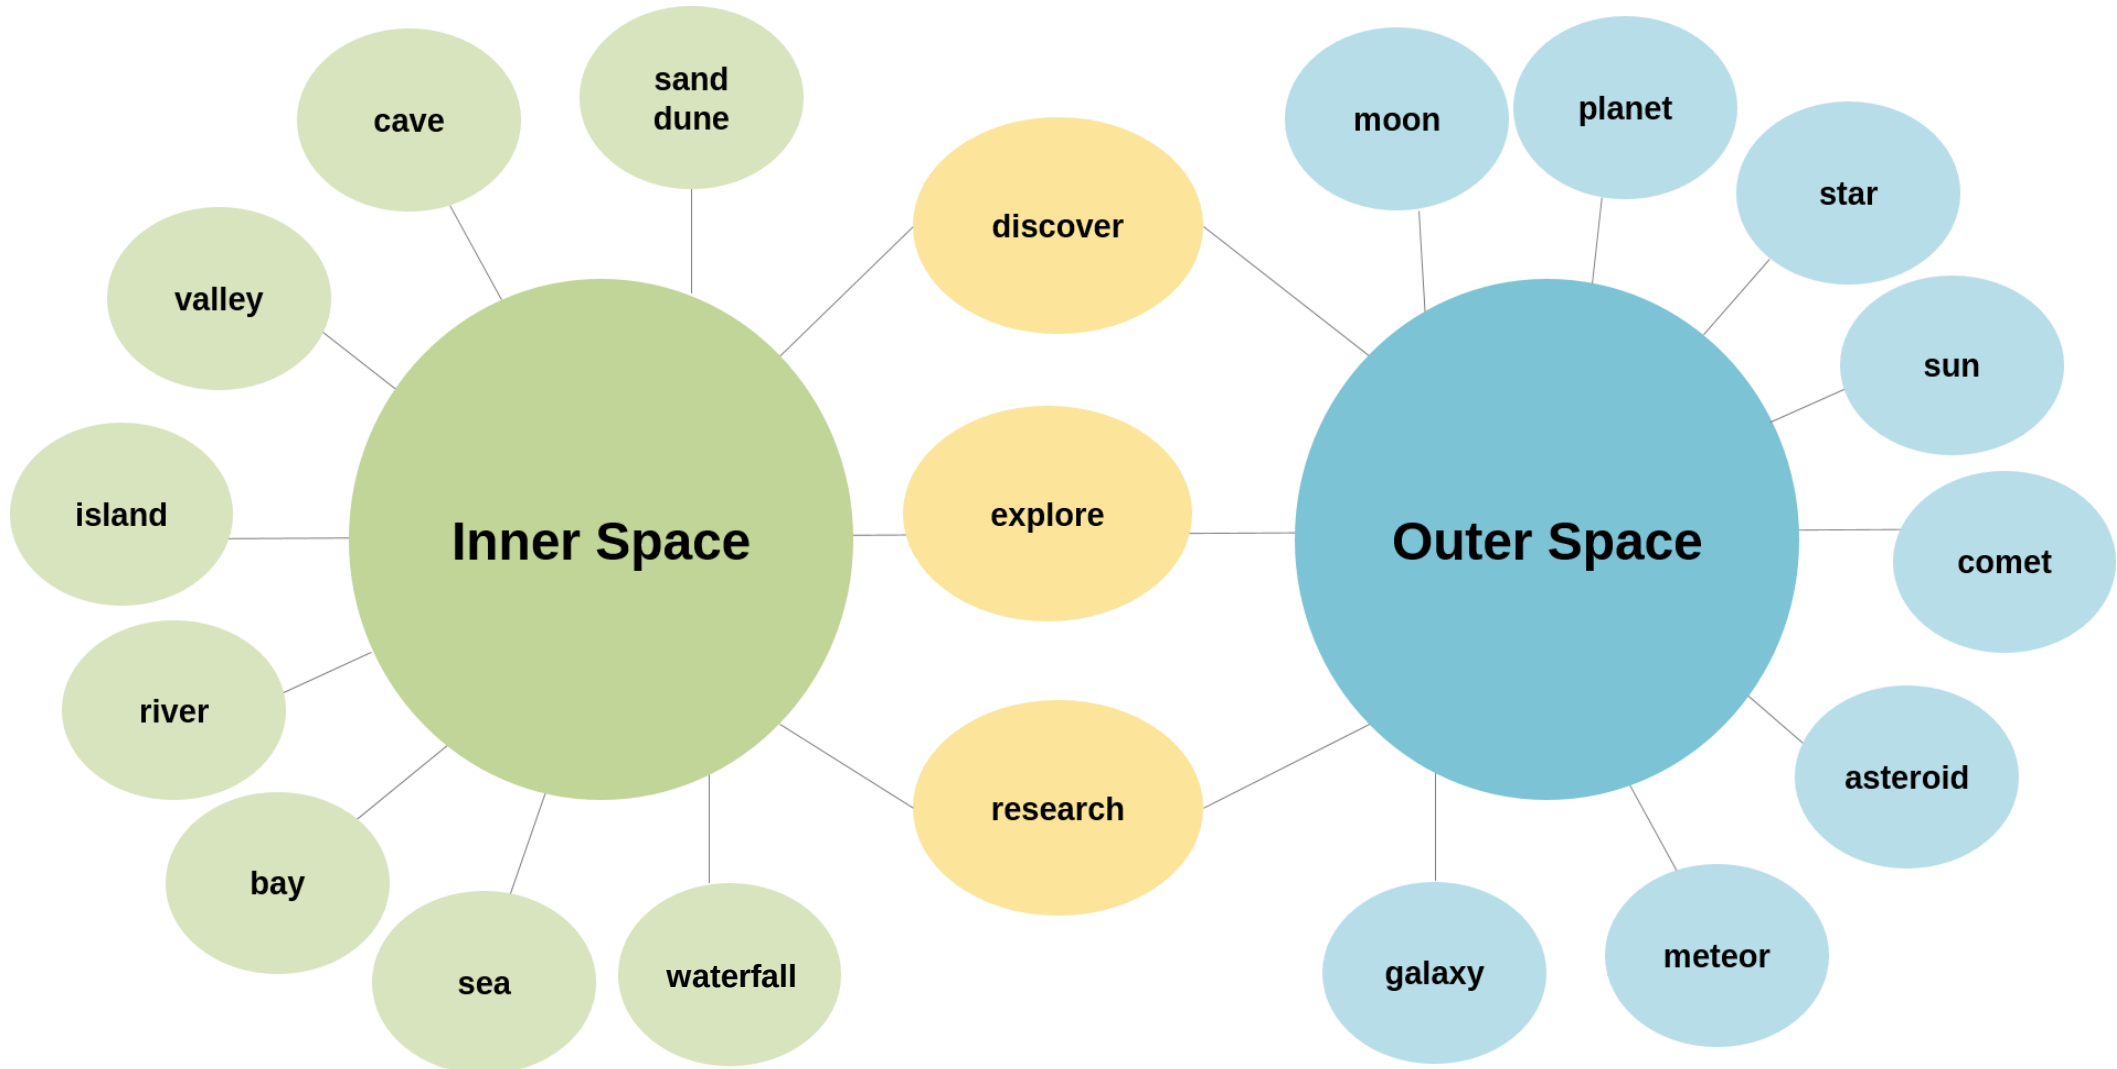 sand
dune
cave
moon
planet
star
discover
valley
sun
island
Inner Space
explore
Outer Space
comet
river
research
asteroid
bay
sea
waterfall
galaxy
meteor